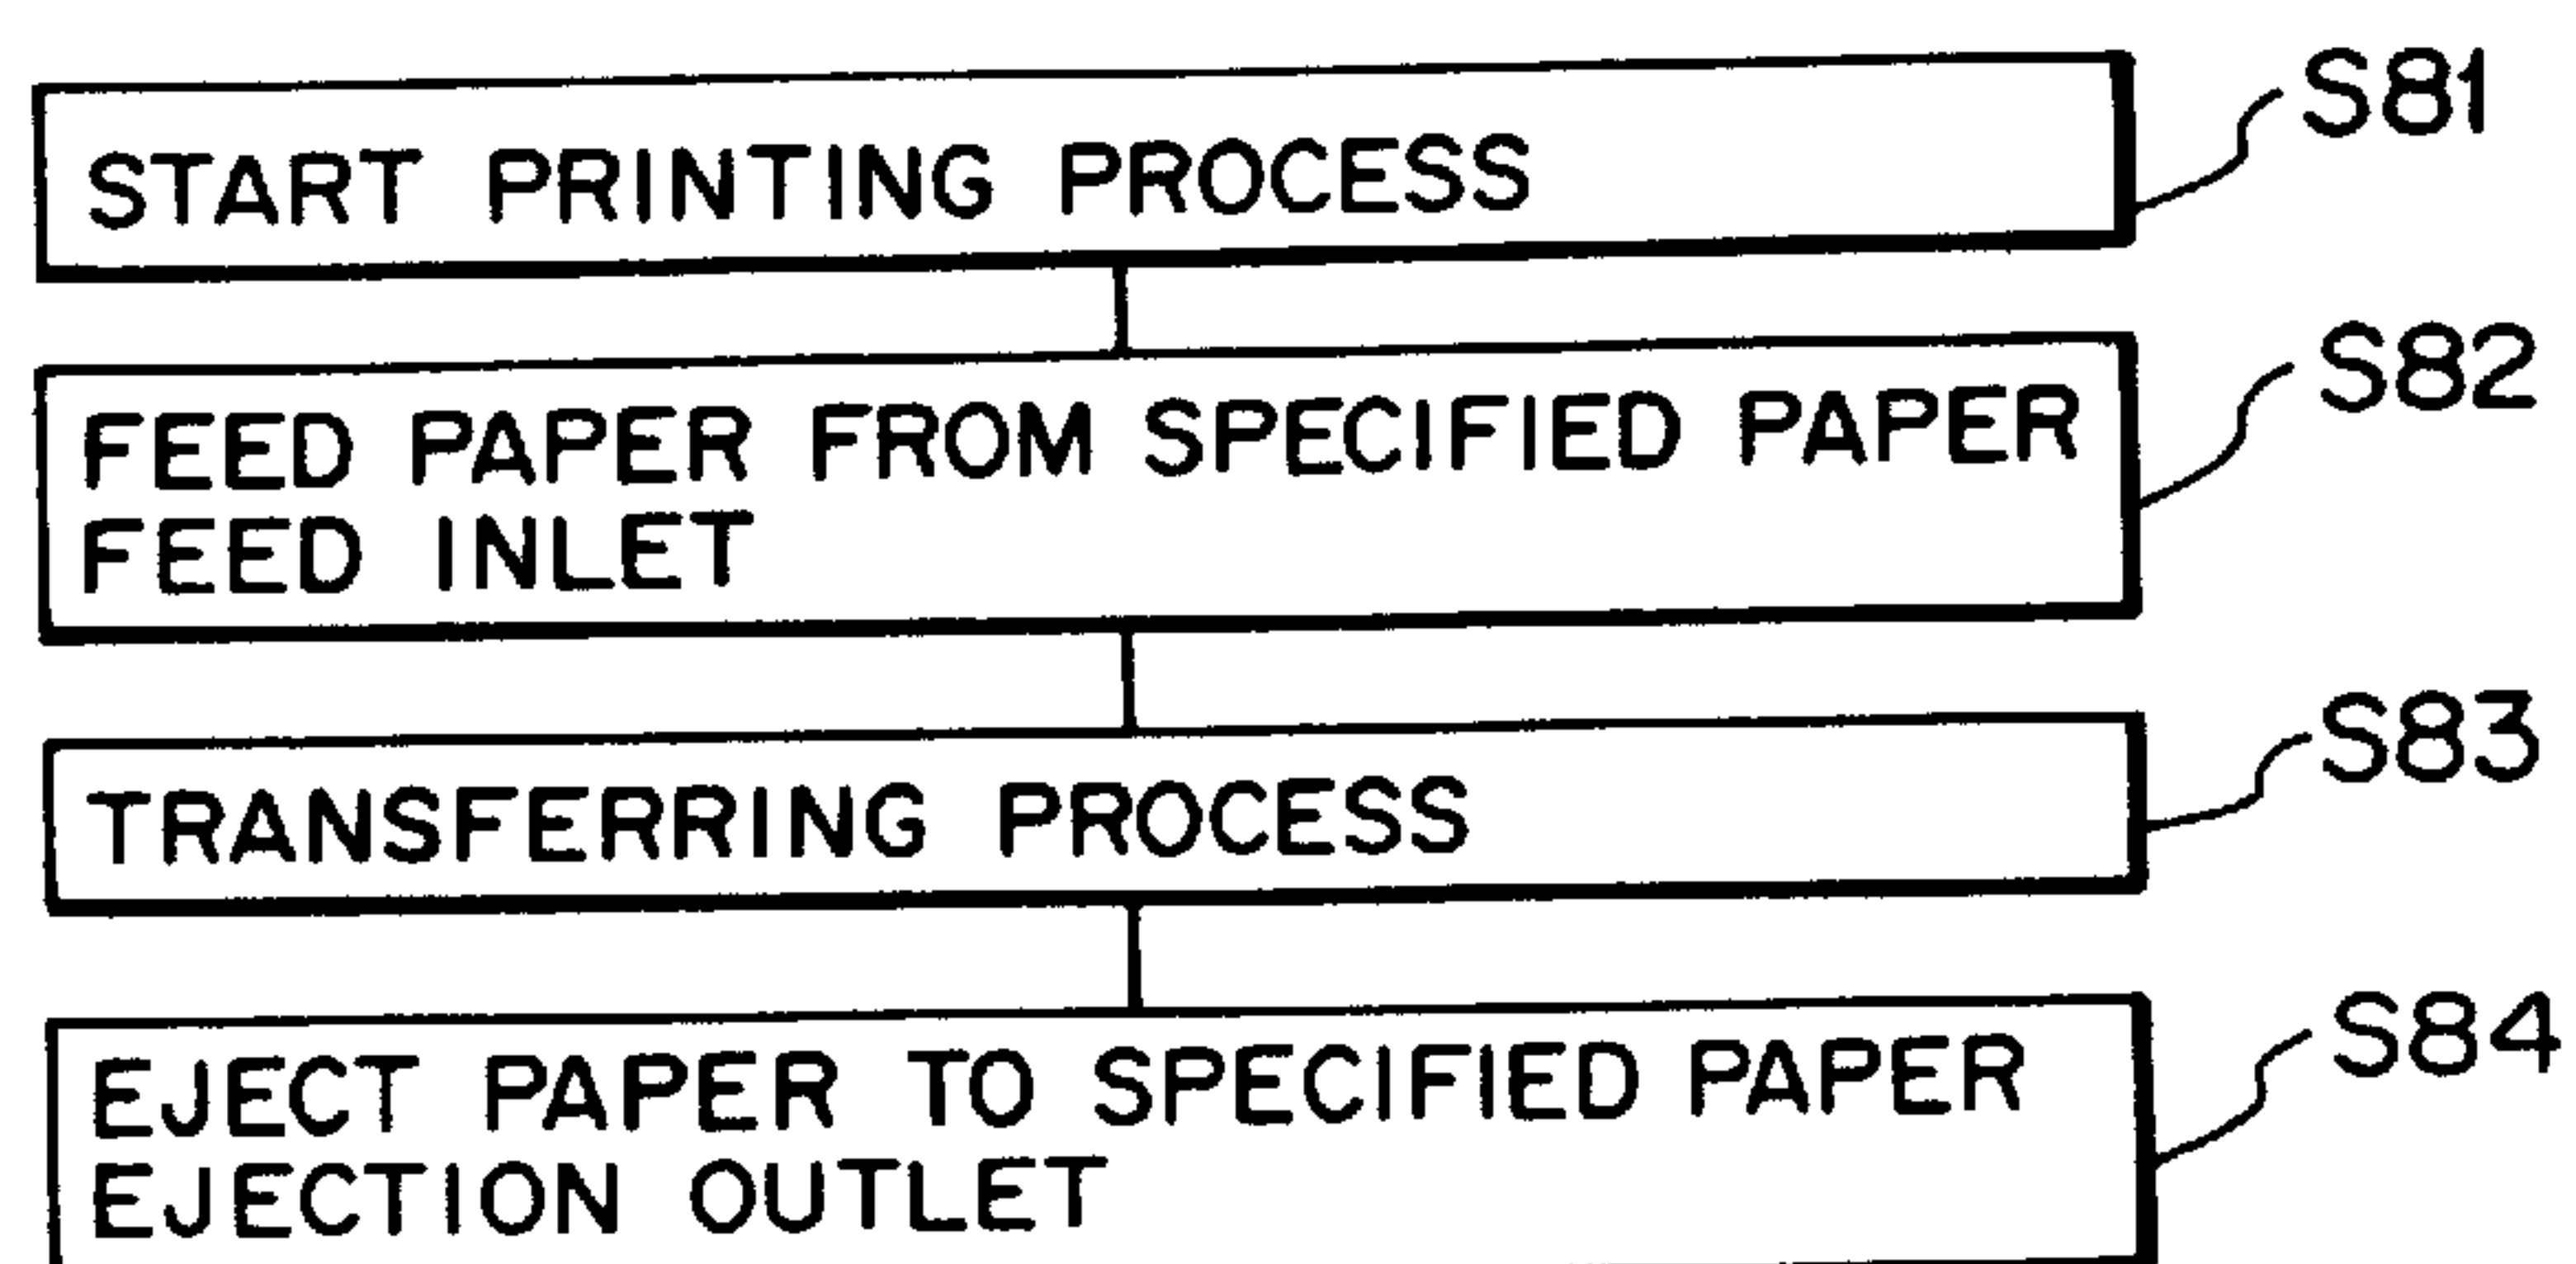 START PRINTING PROCESS
S81
FEED PAPER FROM SPECIFIED PAPER
FEED INLET
S82
TRANSFERRING PROCESS
S83
EJECT PAPER TO SPECIFIED PAPER
EJECTION OUTLET
S84